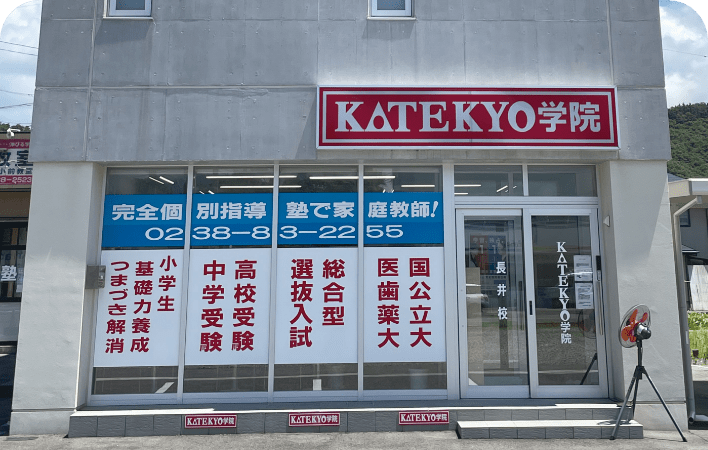 KATEKYO学院
完全個別指導 塾で家庭教師!
0238-83-2255
小学生
基礎力養成
つまづき解消
高校受験
中学受験
総合型
選抜入試
国公立大
医歯薬大
長井校
KATEKYO学院
KATEKYO学院
KATEKYO学院
KATEKYO学院
教室
8-2523
塾